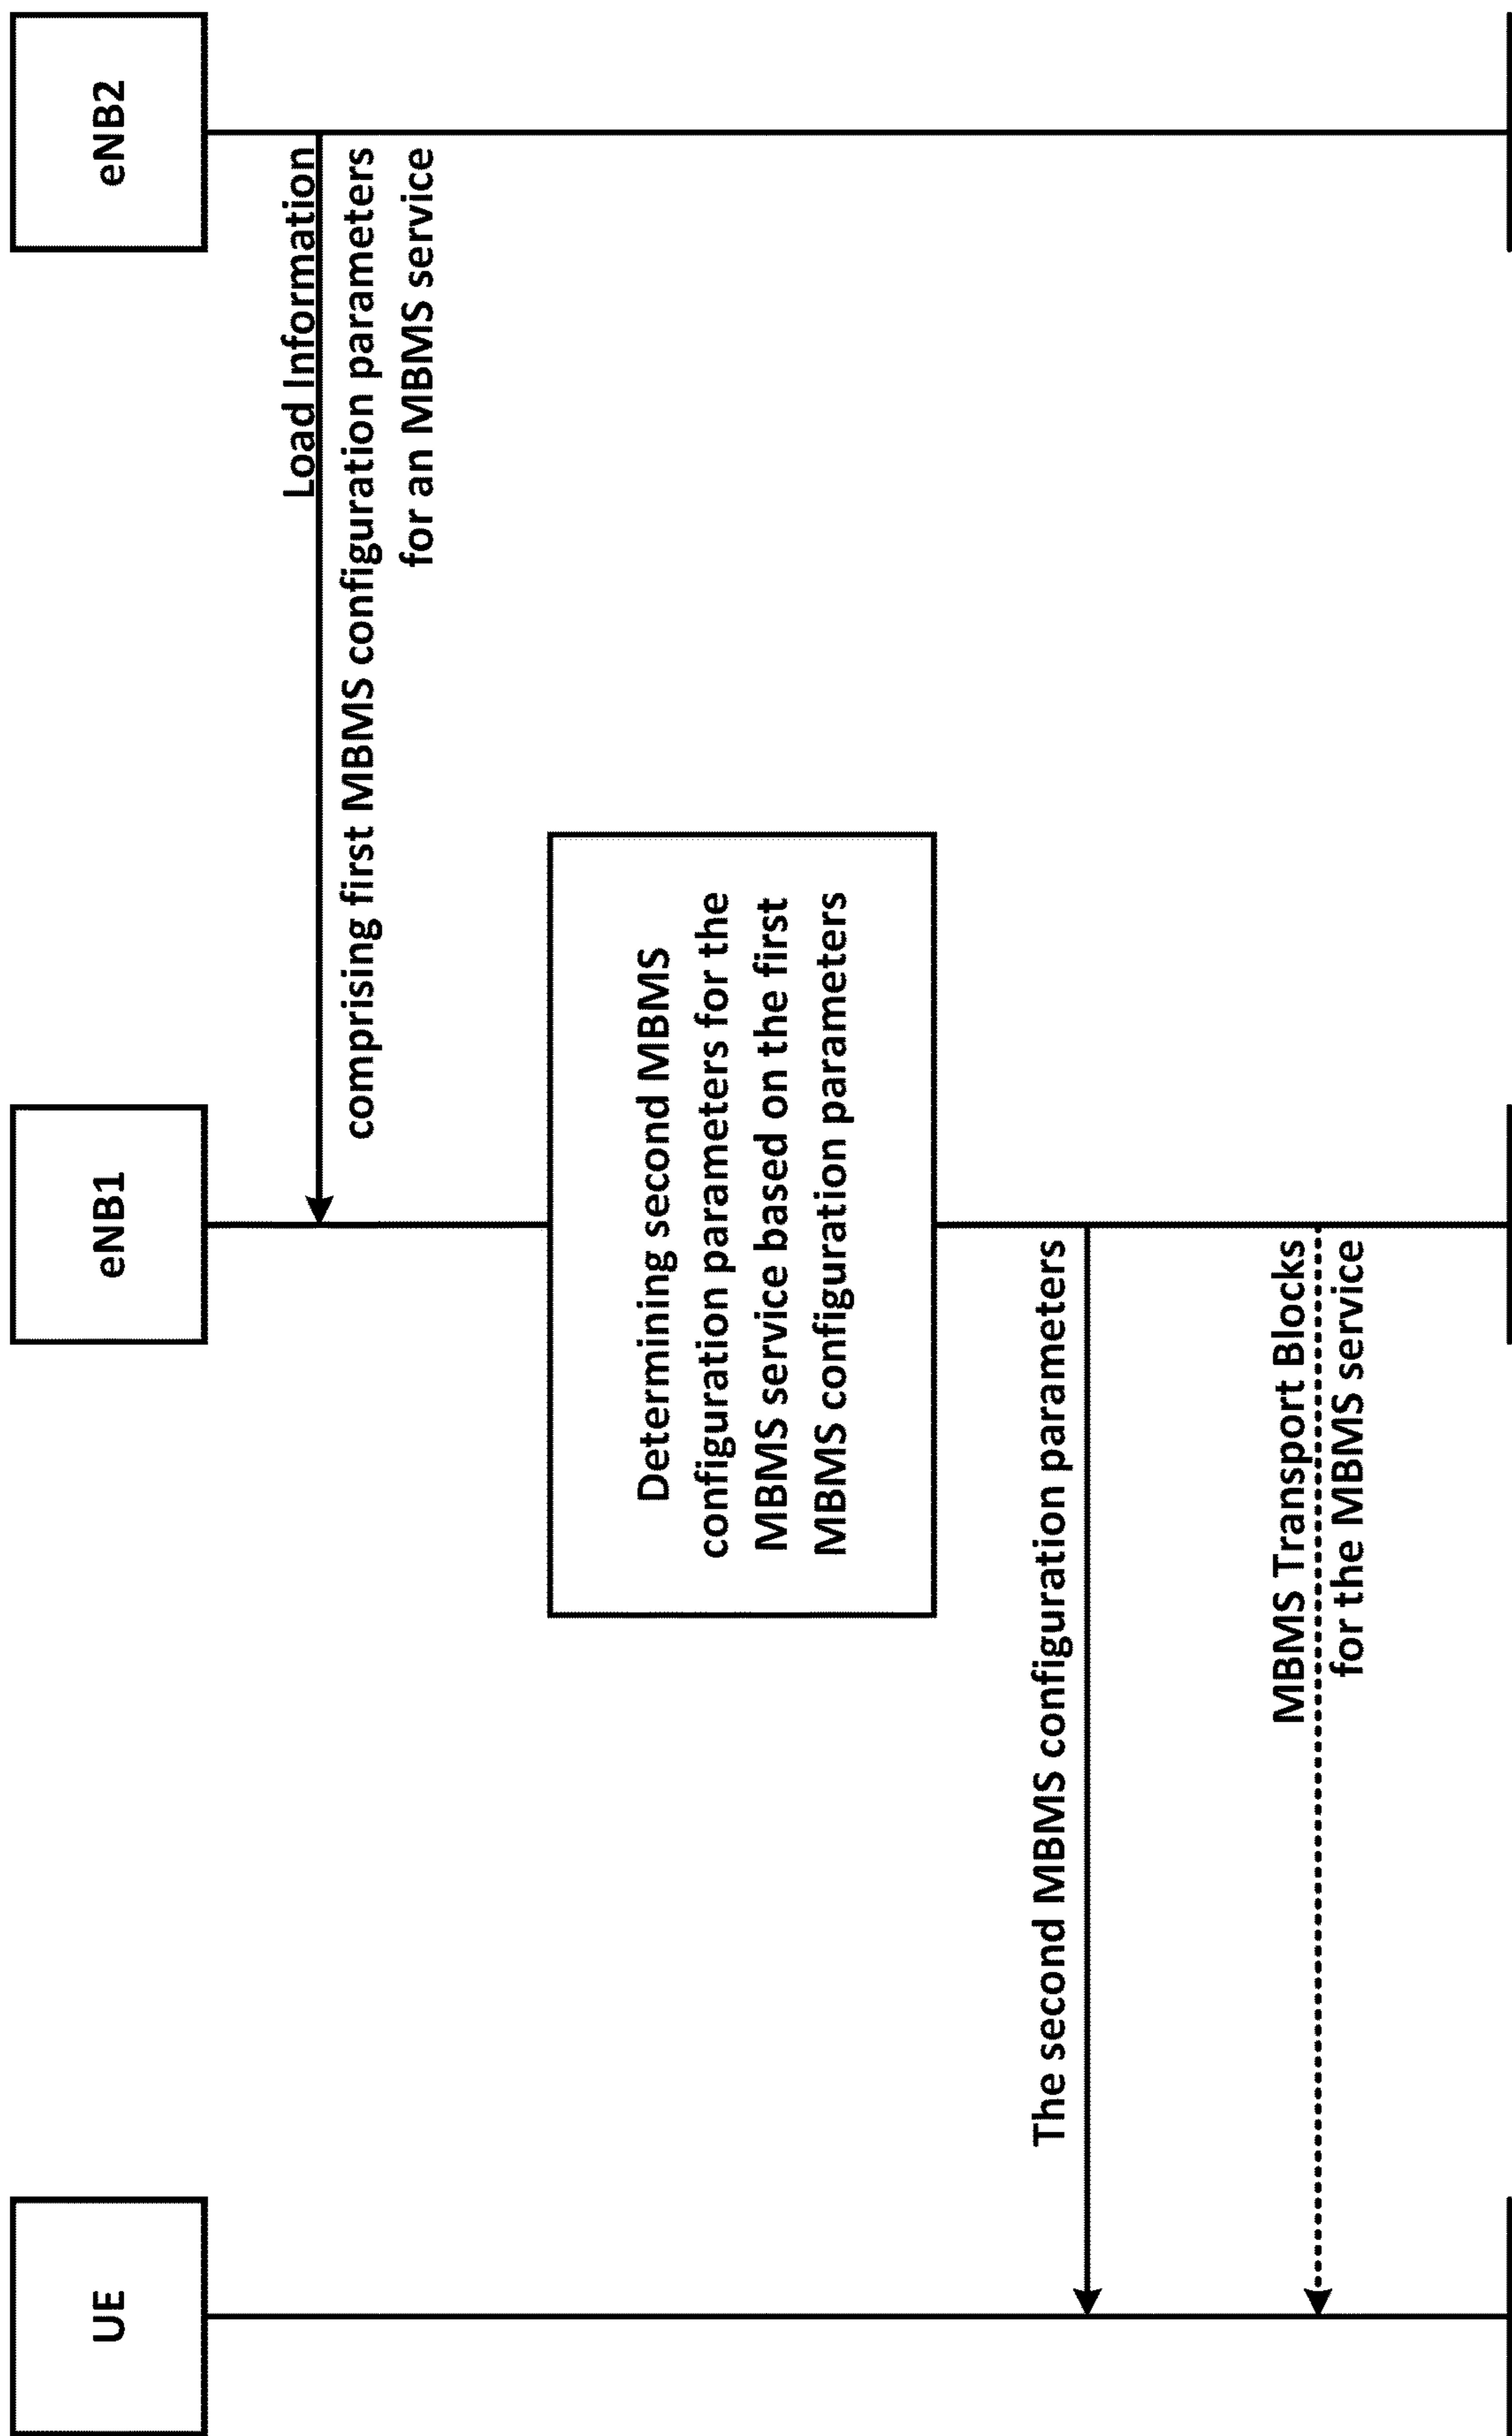 UE
eNB1
eNB2
Load Information
comprising first MBMS configuration parameters
for an MBMS service
Determining second MBMS
configuration parameters for the
MBMS service based on the first
MBMS configuration parameters
The second MBMS configuration parameters
MBMS Transport Blocks
for the MBMS service